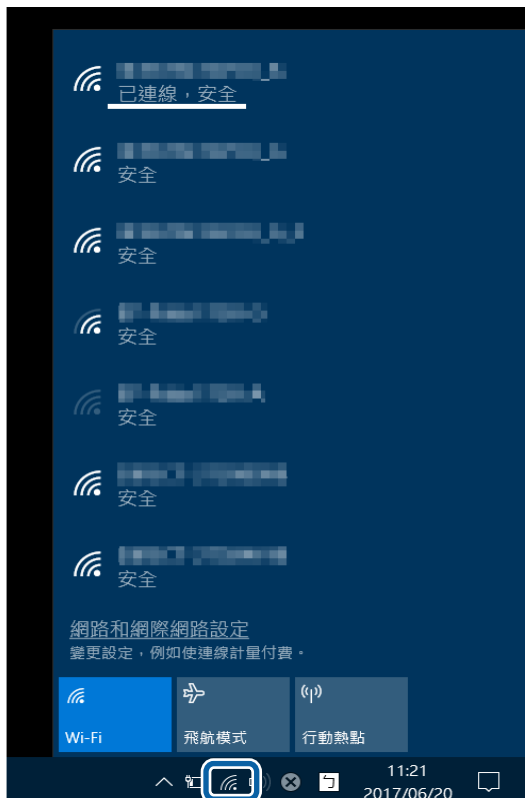 已連線，安全
安全
安全
安全
安全
安全
安全
網路和網際網路設定
變更設定，例如使連線計量付費。
Wi-Fi
飛航模式
行動熱點
ㄅ
11:21
2017/06/20